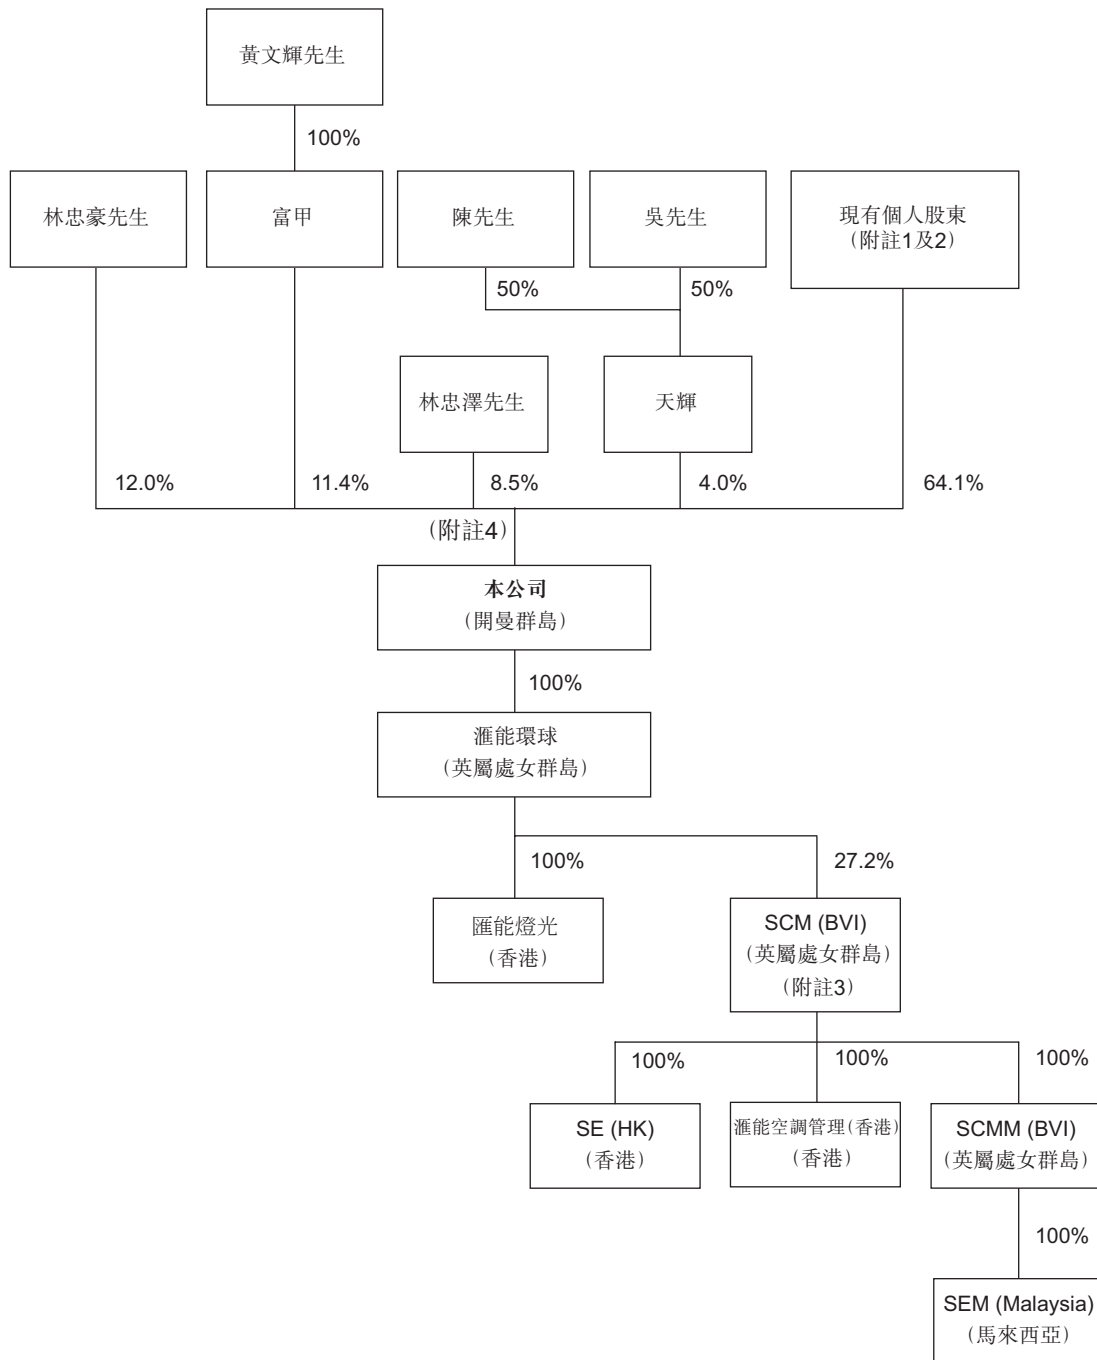 黃文輝先生
100%
林忠豪先生
富甲
陳先生
吳先生
現有個人股東
（附註1及2）
50%
50%
林忠澤先生
天輝
12.0%
11.4%
8.5%
4.0%
64.1%
（附註4）
本公司
（開曼群島）
100%
滙能環球
（英屬處女群島）
100%
27.2%
匯能燈光
（香港）
SCM (BVI)
（英屬處女群島）
（附註3）
100%
100%
100%
SE (HK)
（香港）
滙能空調管理（香港）
（香港）
SCMM (BVI)
（英屬處女群島）
100%
SEM (Malaysia)
（馬來西亞）